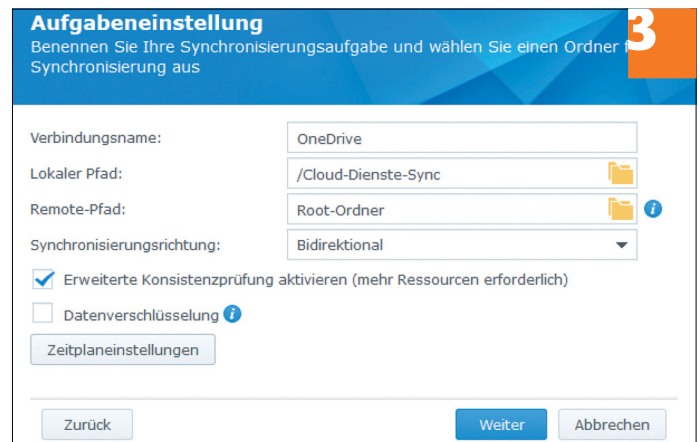 Aufgabeneinstellung
Benennen Sie Ihre Synchronisierungsaufgabe und wählen Sie einen Ordner
3
Synchronisierung aus
Verbindungsname:
OneDrive
Lokaler Pfad:
/Cloud-Dienste-Sync
Remote-Pfad:
Root-Ordner
Synchronisierungsrichtung:
Bidirektional
Erweiterte Konsistenzprüfung aktivieren (mehr Ressourcen erforderlich)
Datenverschlüsselung
Zeitplaneinstellungen
Zurück
Weiter
Abbrechen